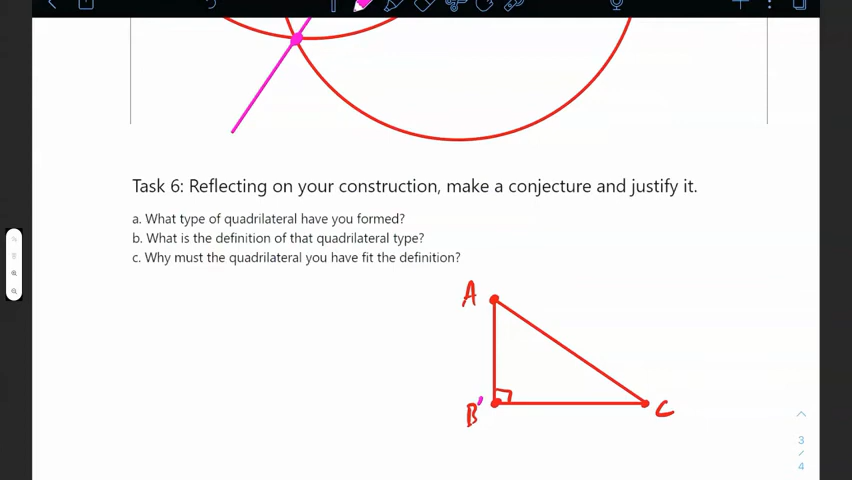 Task 6: Reflecting on your construction, make a conjecture and justify it.
a. What type of quadrilateral have you formed?
b. What is the definition of that quadrilateral type?
c. Why must the quadrilateral you have fit the definition?
A
B'
C
3
/
4